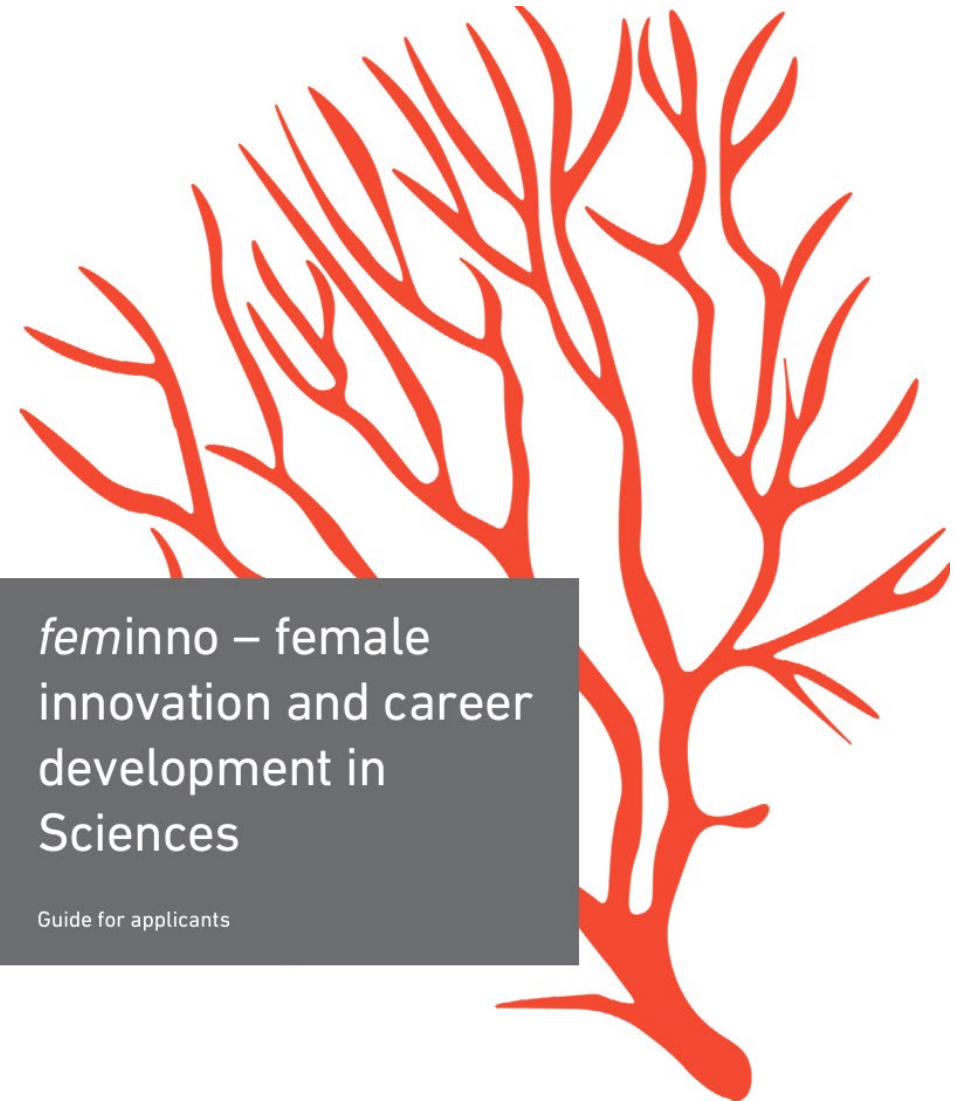 feminno – female
innovation and career
development in
Sciences
Guide for applicants